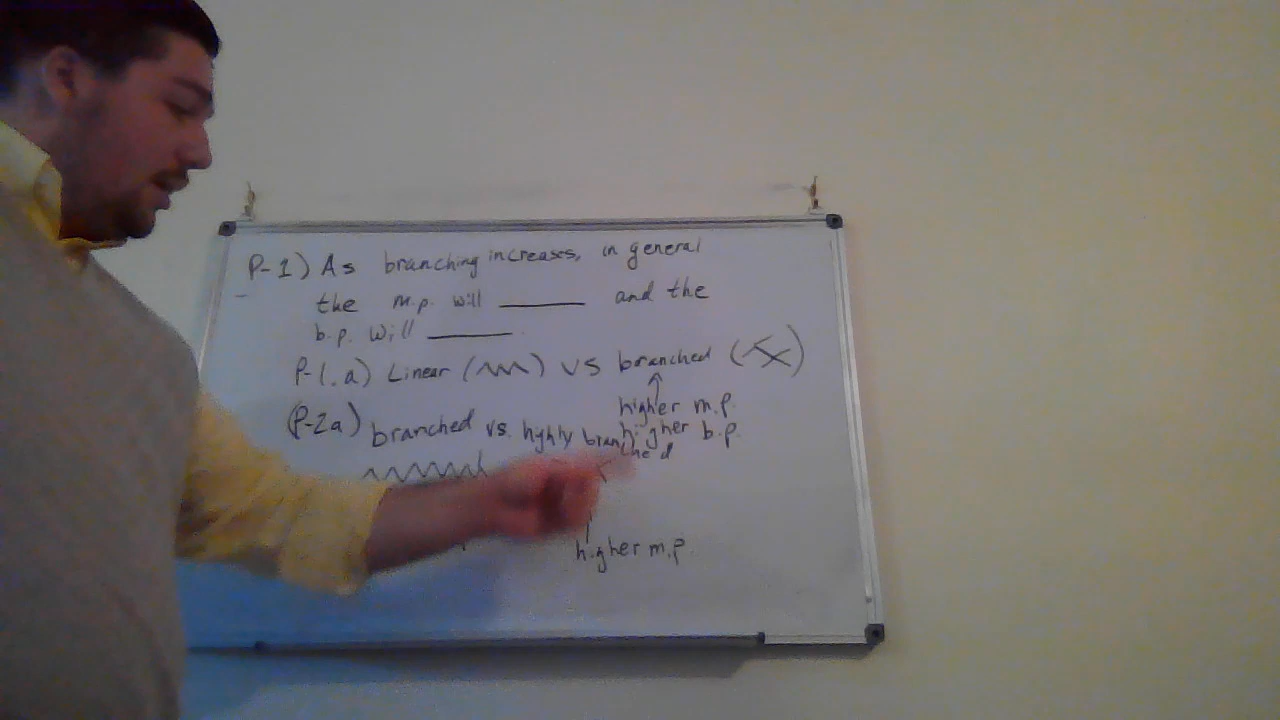 P-1) As branching increases, in general
the m.p. will ______ and the
b.p. will ______.
P-1.a) Linear ( ) vs branched ( )
higher m.p.
higher b.p.
(P-2a) branched vs. highly branched
higher m.p